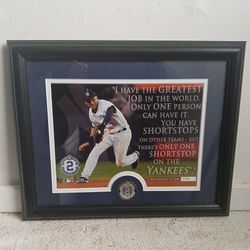 "I HAVE THE GREATEST
JOB IN THE WORLD.
ONLY ONE PERSON
CAN HAVE IT.
YOU HAVE
SHORTSTOPS
ON OTHER TEAMS - BUT
THERE'S ONLY ONE
SHORTSTOP
ON THE
YANKEES."
2